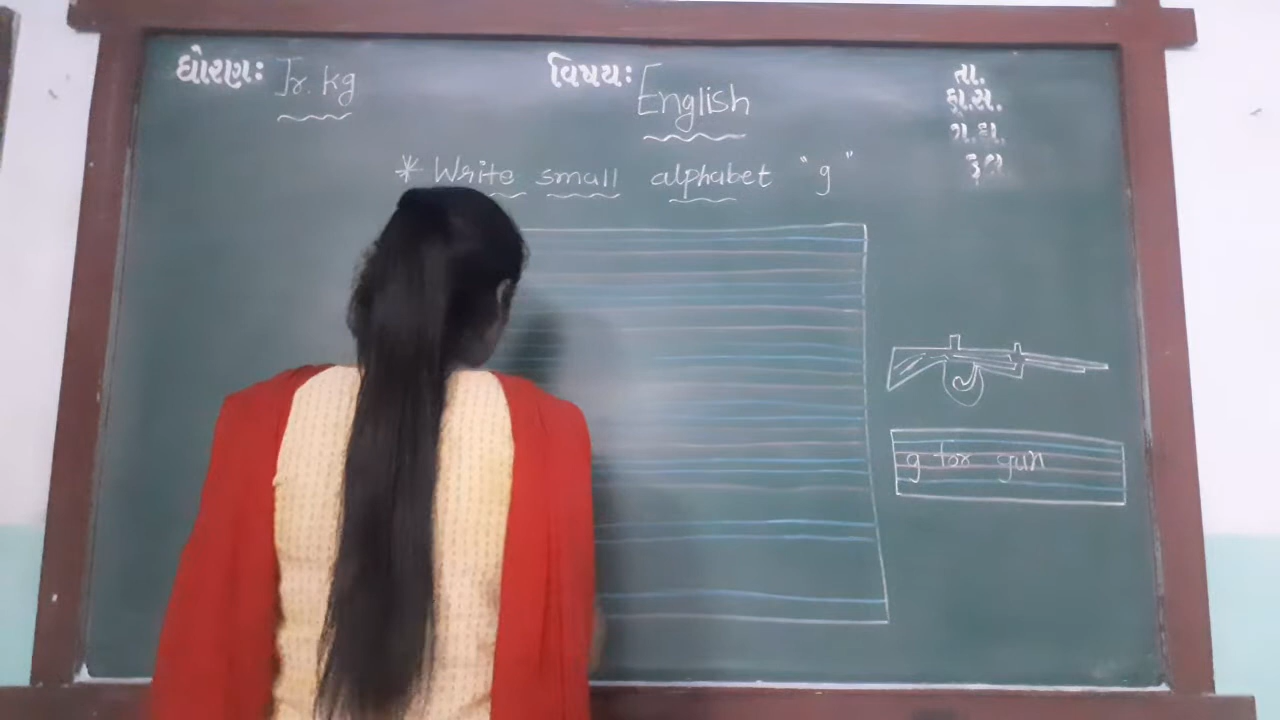 ધોરણઃ Jr. kg
વિષયઃ English
તા.
કા.સ.
ગ.હા.
કુલ
* Write small alphabet "g"
g for gun